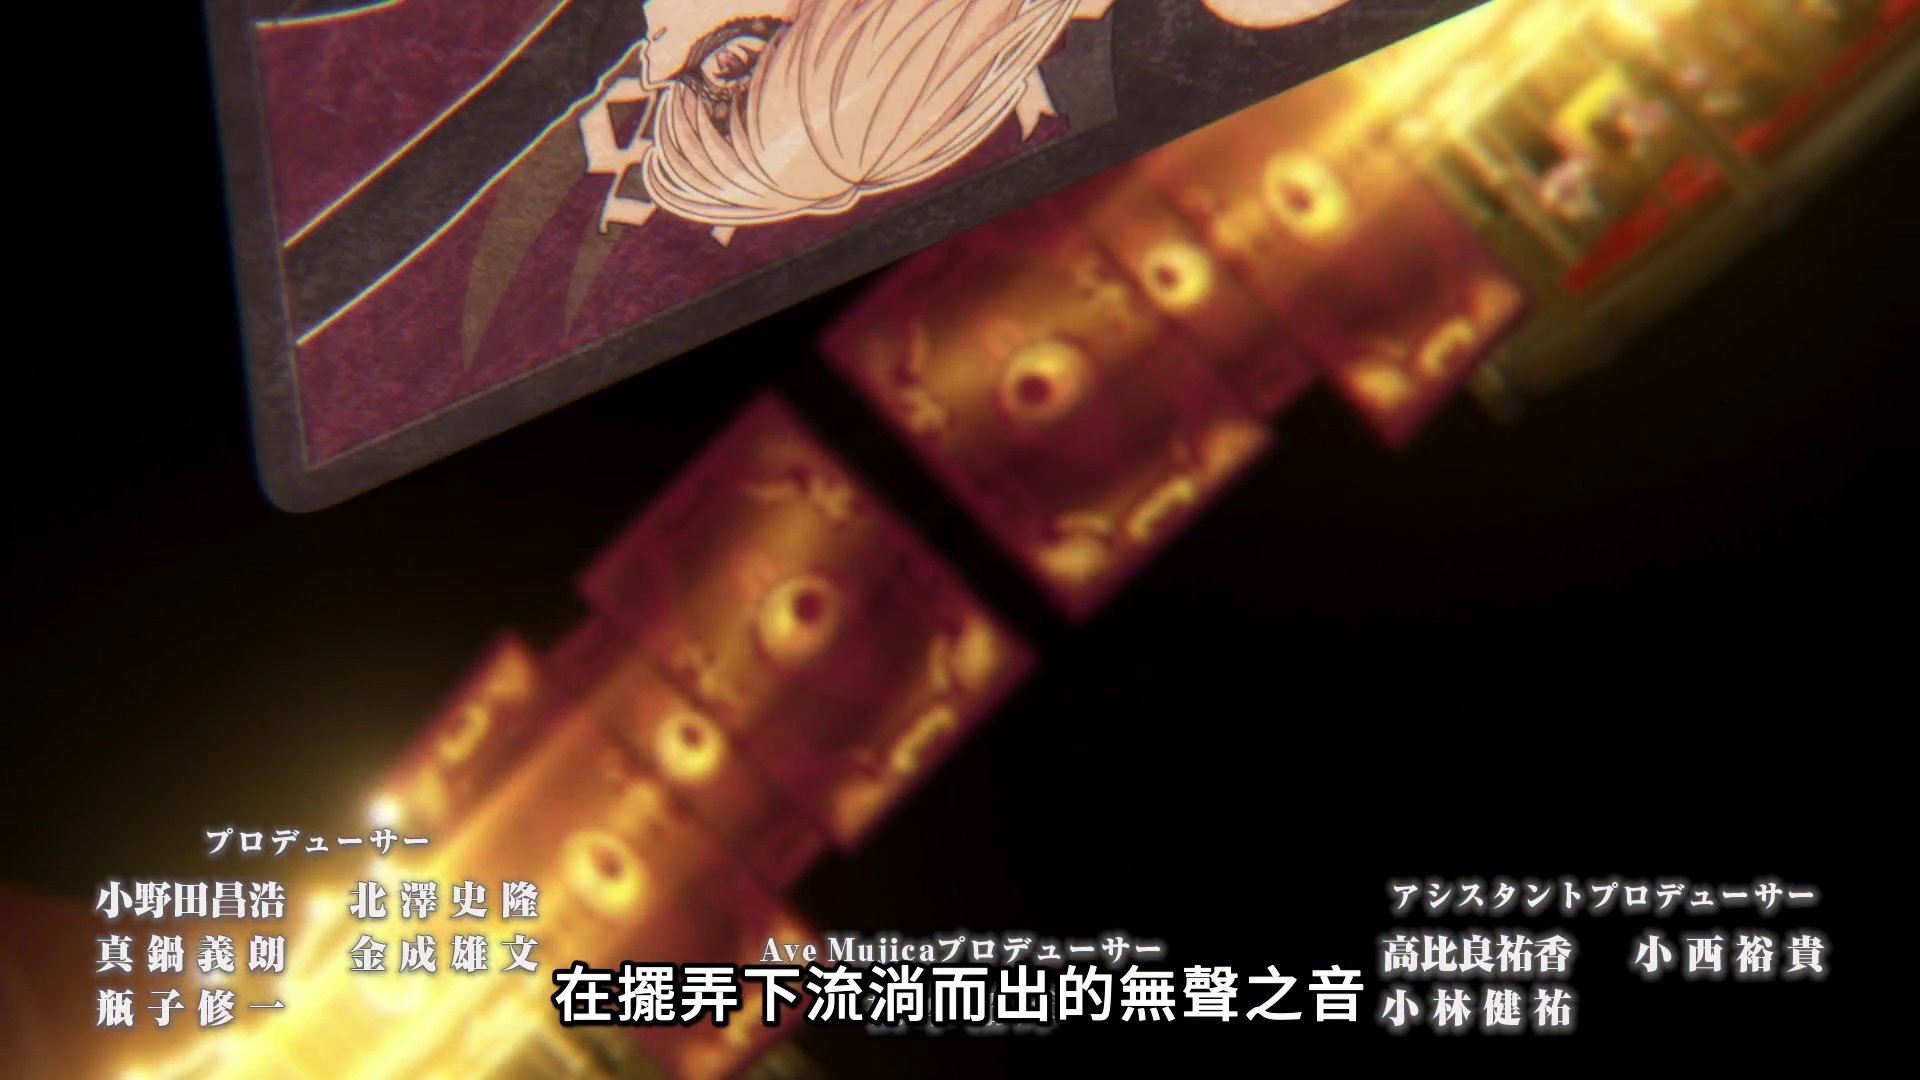 プロデューサー
小野田昌浩　北澤史隆
真鍋義朗　金成雄文
瓶子修一
Ave Mujicaプロデューサー
アシスタントプロデューサー
高比良祐香　小西裕貴
小林健祐
在擺弄下流淌而出的無聲之音